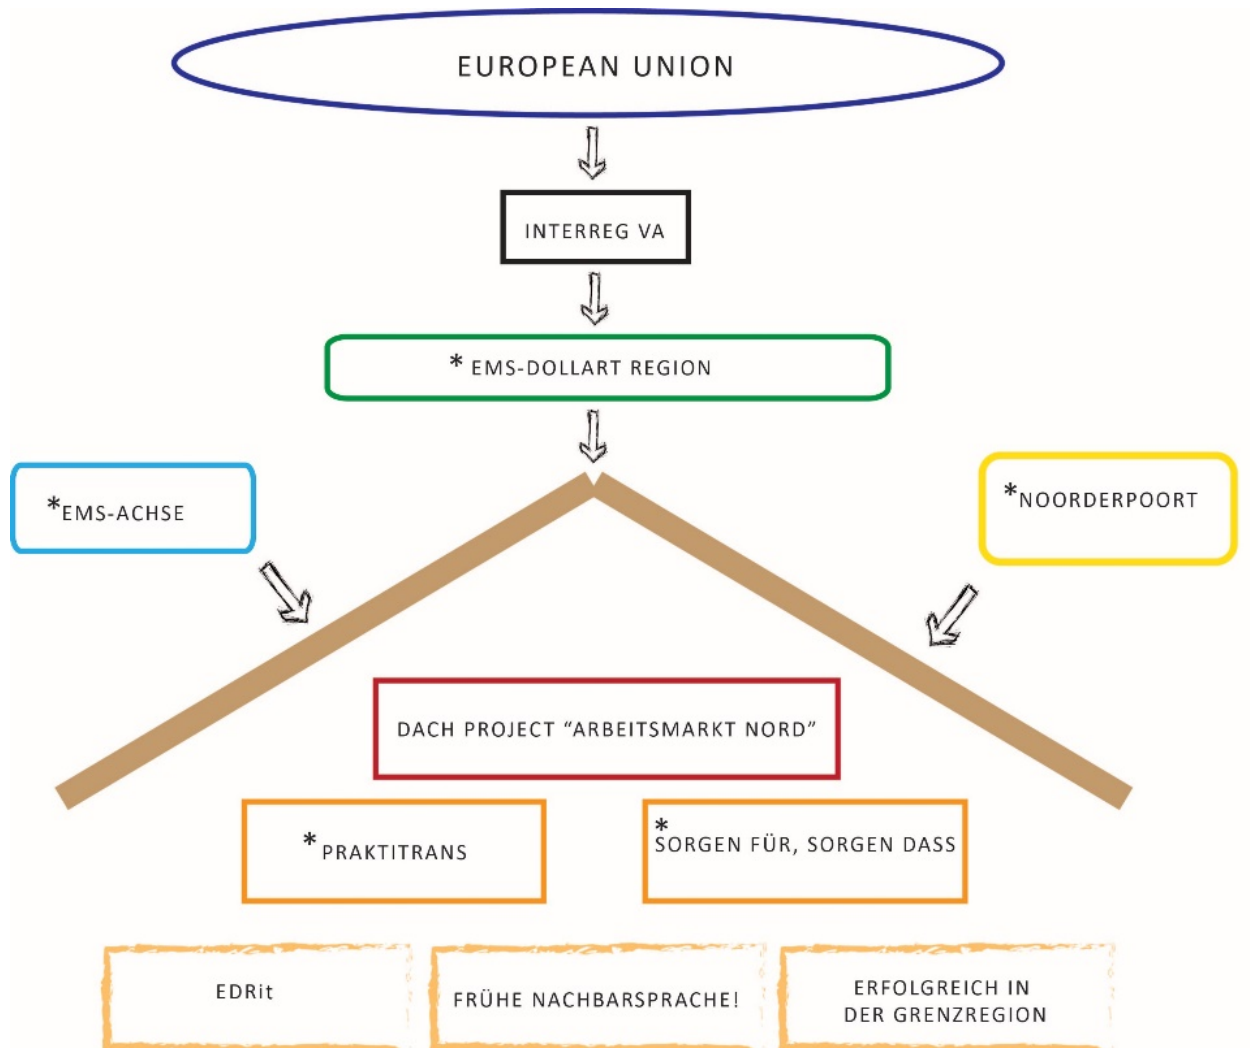 EUROPEAN UNION
INTERREG VA
* EMS-DOLLART REGION
*EMS-ACHSE
*NOORDERPOORT
DACH PROJECT “ARBEITSMARKT NORD”
*PRAKTITRANS
*
SORGEN FÜR, SORGEN DASS
EDRit
FRÜHE NACHBARSPRACHE!
ERFOLGREICH IN
DER GRENZREGION